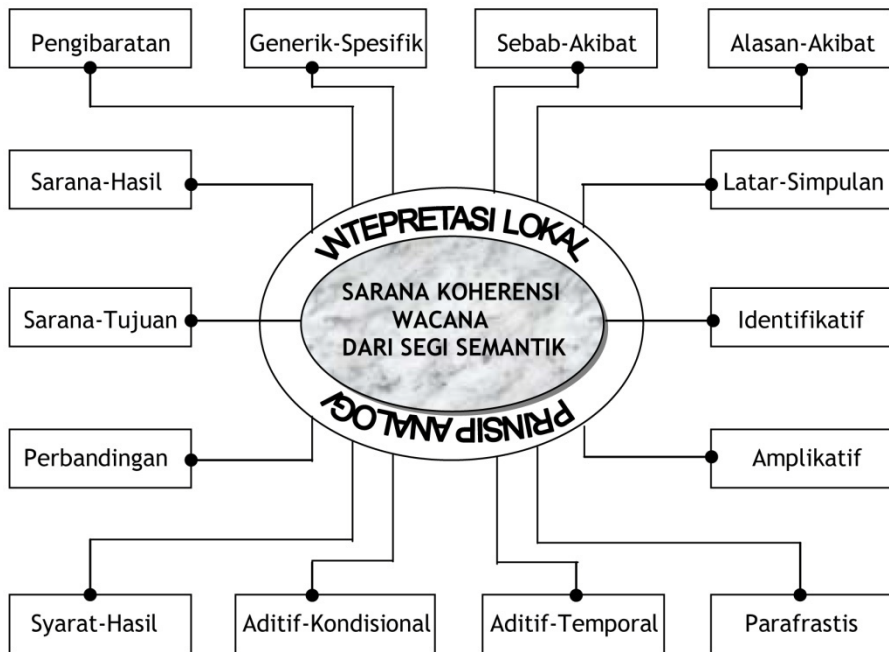 Pengibaratan
Generik-Spesifik
Sebab-Akibat
Alasan-Akibat
Sarana-Hasil
Latar-Simpulan
INTEPRETASI LOKAL
SARANA KOHERENSI
WACANA
DARI SEGI SEMANTIK
Sarana-Tujuan
Identifikatif
PRINSIP ANALOGI
Perbandingan
Amplikatif
Syarat-Hasil
Aditif-Kondisional
Aditif-Temporal
Parafrastis